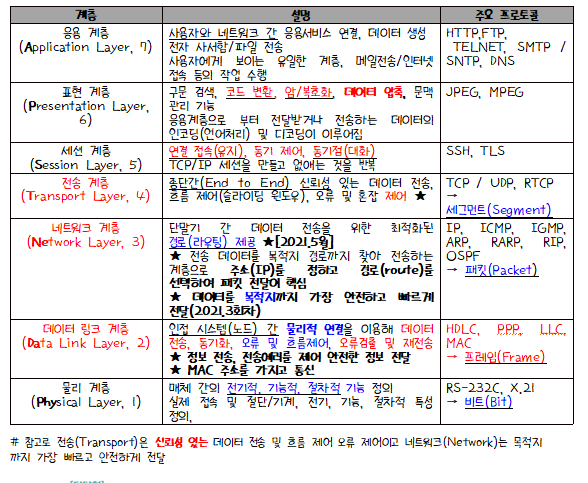 계층 설명 주요 프로토콜
응용 계층
(Application Layer, 7)
사용자와 네트워크 간 응용서비스 연결, 데이터 생성
전자 사서함/파일 전송
사용자에게 보이는 유일한 계층, 메일전송/인터넷
접속 등의 작업 수행
HTTP,FTP,
TELNET, SMTP /
SNTP, DNS
표현 계층
(Presentation Layer,
6)
구문 검색, 코드 변환, 암/복호화, 데이터 압축, 문맥
관리 기능
응용계층으로 부터 전달받거나 전송하는 데이터의
인코딩(언어처리) 및 디코딩이 이루어짐
JPEG, MPEG
세션 계층
(Session Layer, 5)
연결 접속(유지), 동기 제어, 동기점(대화)
TCP/IP 세션을 만들고 없애는 것을 반복
SSH, TLS
전송 계층
(Transport Layer, 4)
종단간(End to End) 신뢰성 있는 데이터 전송,
흐름 제어(슬라이딩 윈도우), 오류 및 혼잡 제어 ★
TCP / UDP, RTCP
→
세그먼트(Segment)
네트워크 계층
(Network Layer, 3)
단말기 간 데이터 전송을 위한 최적화된
경로(라우팅) 제공 ★[2021.5월]
★ 전송 데이터를 목적지 경로까지 찾아 전송하는
계층으로 주소(IP)를 정하고 경로(route)를
선택하여 패킷 전달이 핵심
★ 데이터를 목적지까지 가장 안전하고 빠르게
전달(2021.3회차)
IP, ICMP, IGMP,
ARP, RARP, RIP,
OSPF
→ 패킷(Packet)
데이터 링크 계층
(Data Link Layer, 2)
인접 시스템(노드) 간 물리적 연결을 이용해 데이터
전송, 동기화, 오류 및 흐름제어, 오류검출 및 재전송
★ 정보 전송, 전송에러를 제어 안전한 정보 전달
★ MAC 주소를 가지고 통신
HDLC, PPP, LLC,
MAC
→ 프레임(Frame)
물리 계층
(Physical Layer, 1)
매체 간의 전기적, 기능적, 절차적 기능 정의
실제 접속 및 절단/기계, 전기, 기능, 절차적 특성
정의,
RS-232C, X.21
→ 비트(Bit)
# 참고로 전송(Transport)은 신뢰성 있는 데이터 전송 및 흐름 제어 오류 제어이고 네트워크(Network)는 목적지
까지 가장 빠르고 안전하게 전달